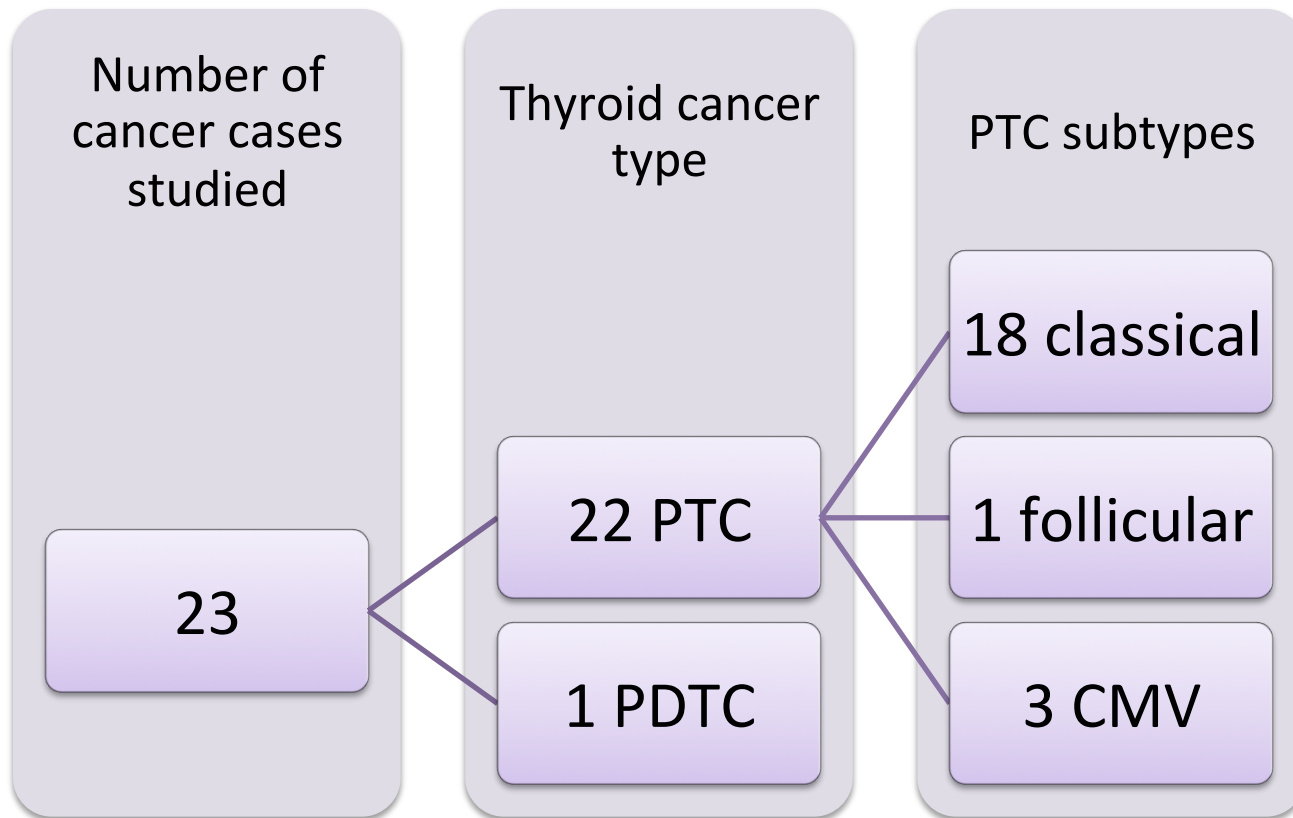 Number of
cancer cases
studied
Thyroid cancer
type
PTC subtypes
23
22 PTC
1 PDTC
18 classical
1 follicular
3 CMV